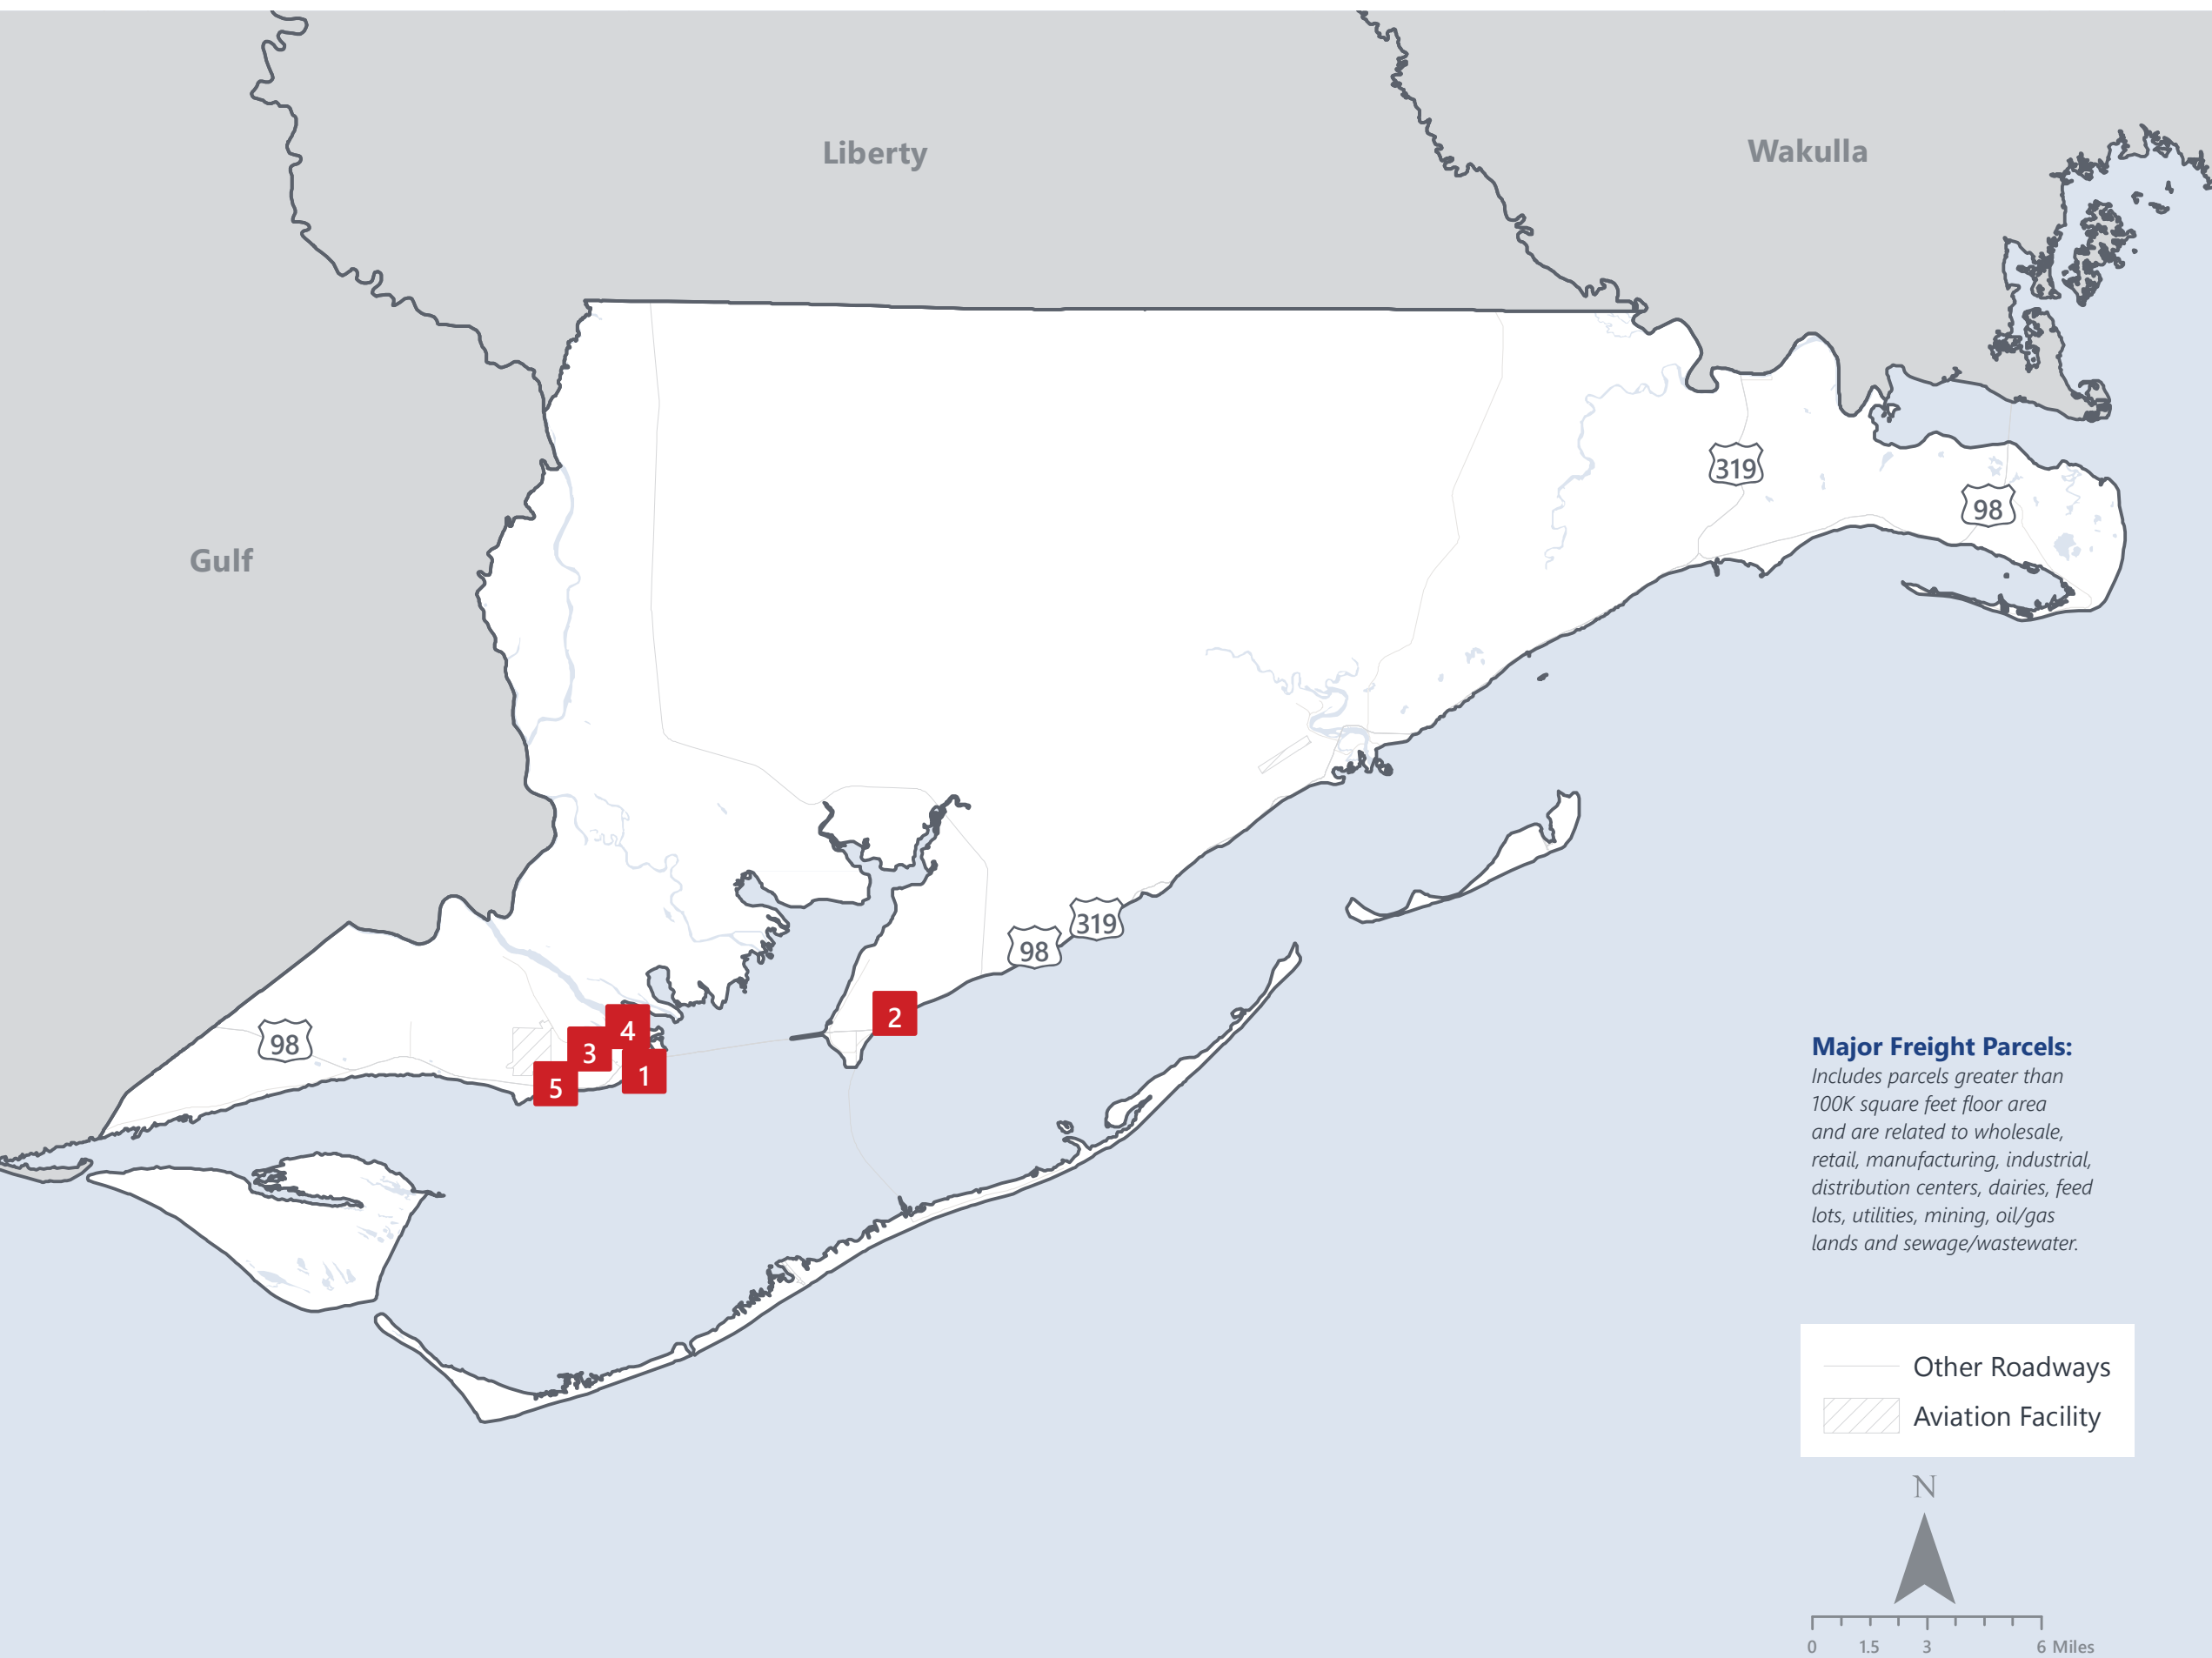 Liberty
Wakulla
319
98
Gulf
319
98
2
4
98
3
1
5
Major Freight Parcels:
Includes parcels greater than
100K square feet floor area
and are related to wholesale,
retail, manufacturing, industrial,
distribution centers, dairies, feed
lots, utilities, mining, oil/gas
lands and sewage/wastewater.
Other Roadways
Aviation Facility
N
0 1.5 3 6 Miles